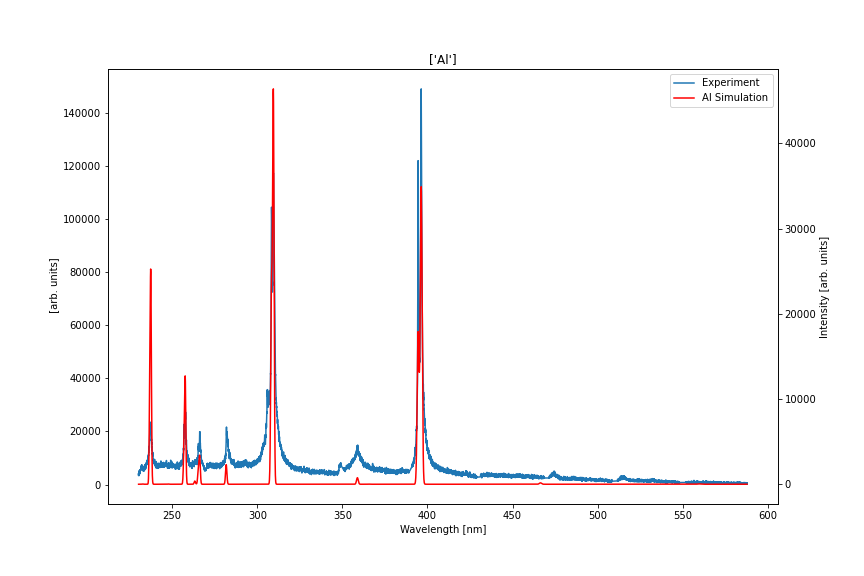 ['Al']
Experiment
Al Simulation
140000
120000
100000
80000
60000
40000
20000
0
[arb. units]
40000
30000
20000
10000
0
Intensity [arb. units]
250 300 350 400 450 500 550 600
Wavelength [nm]